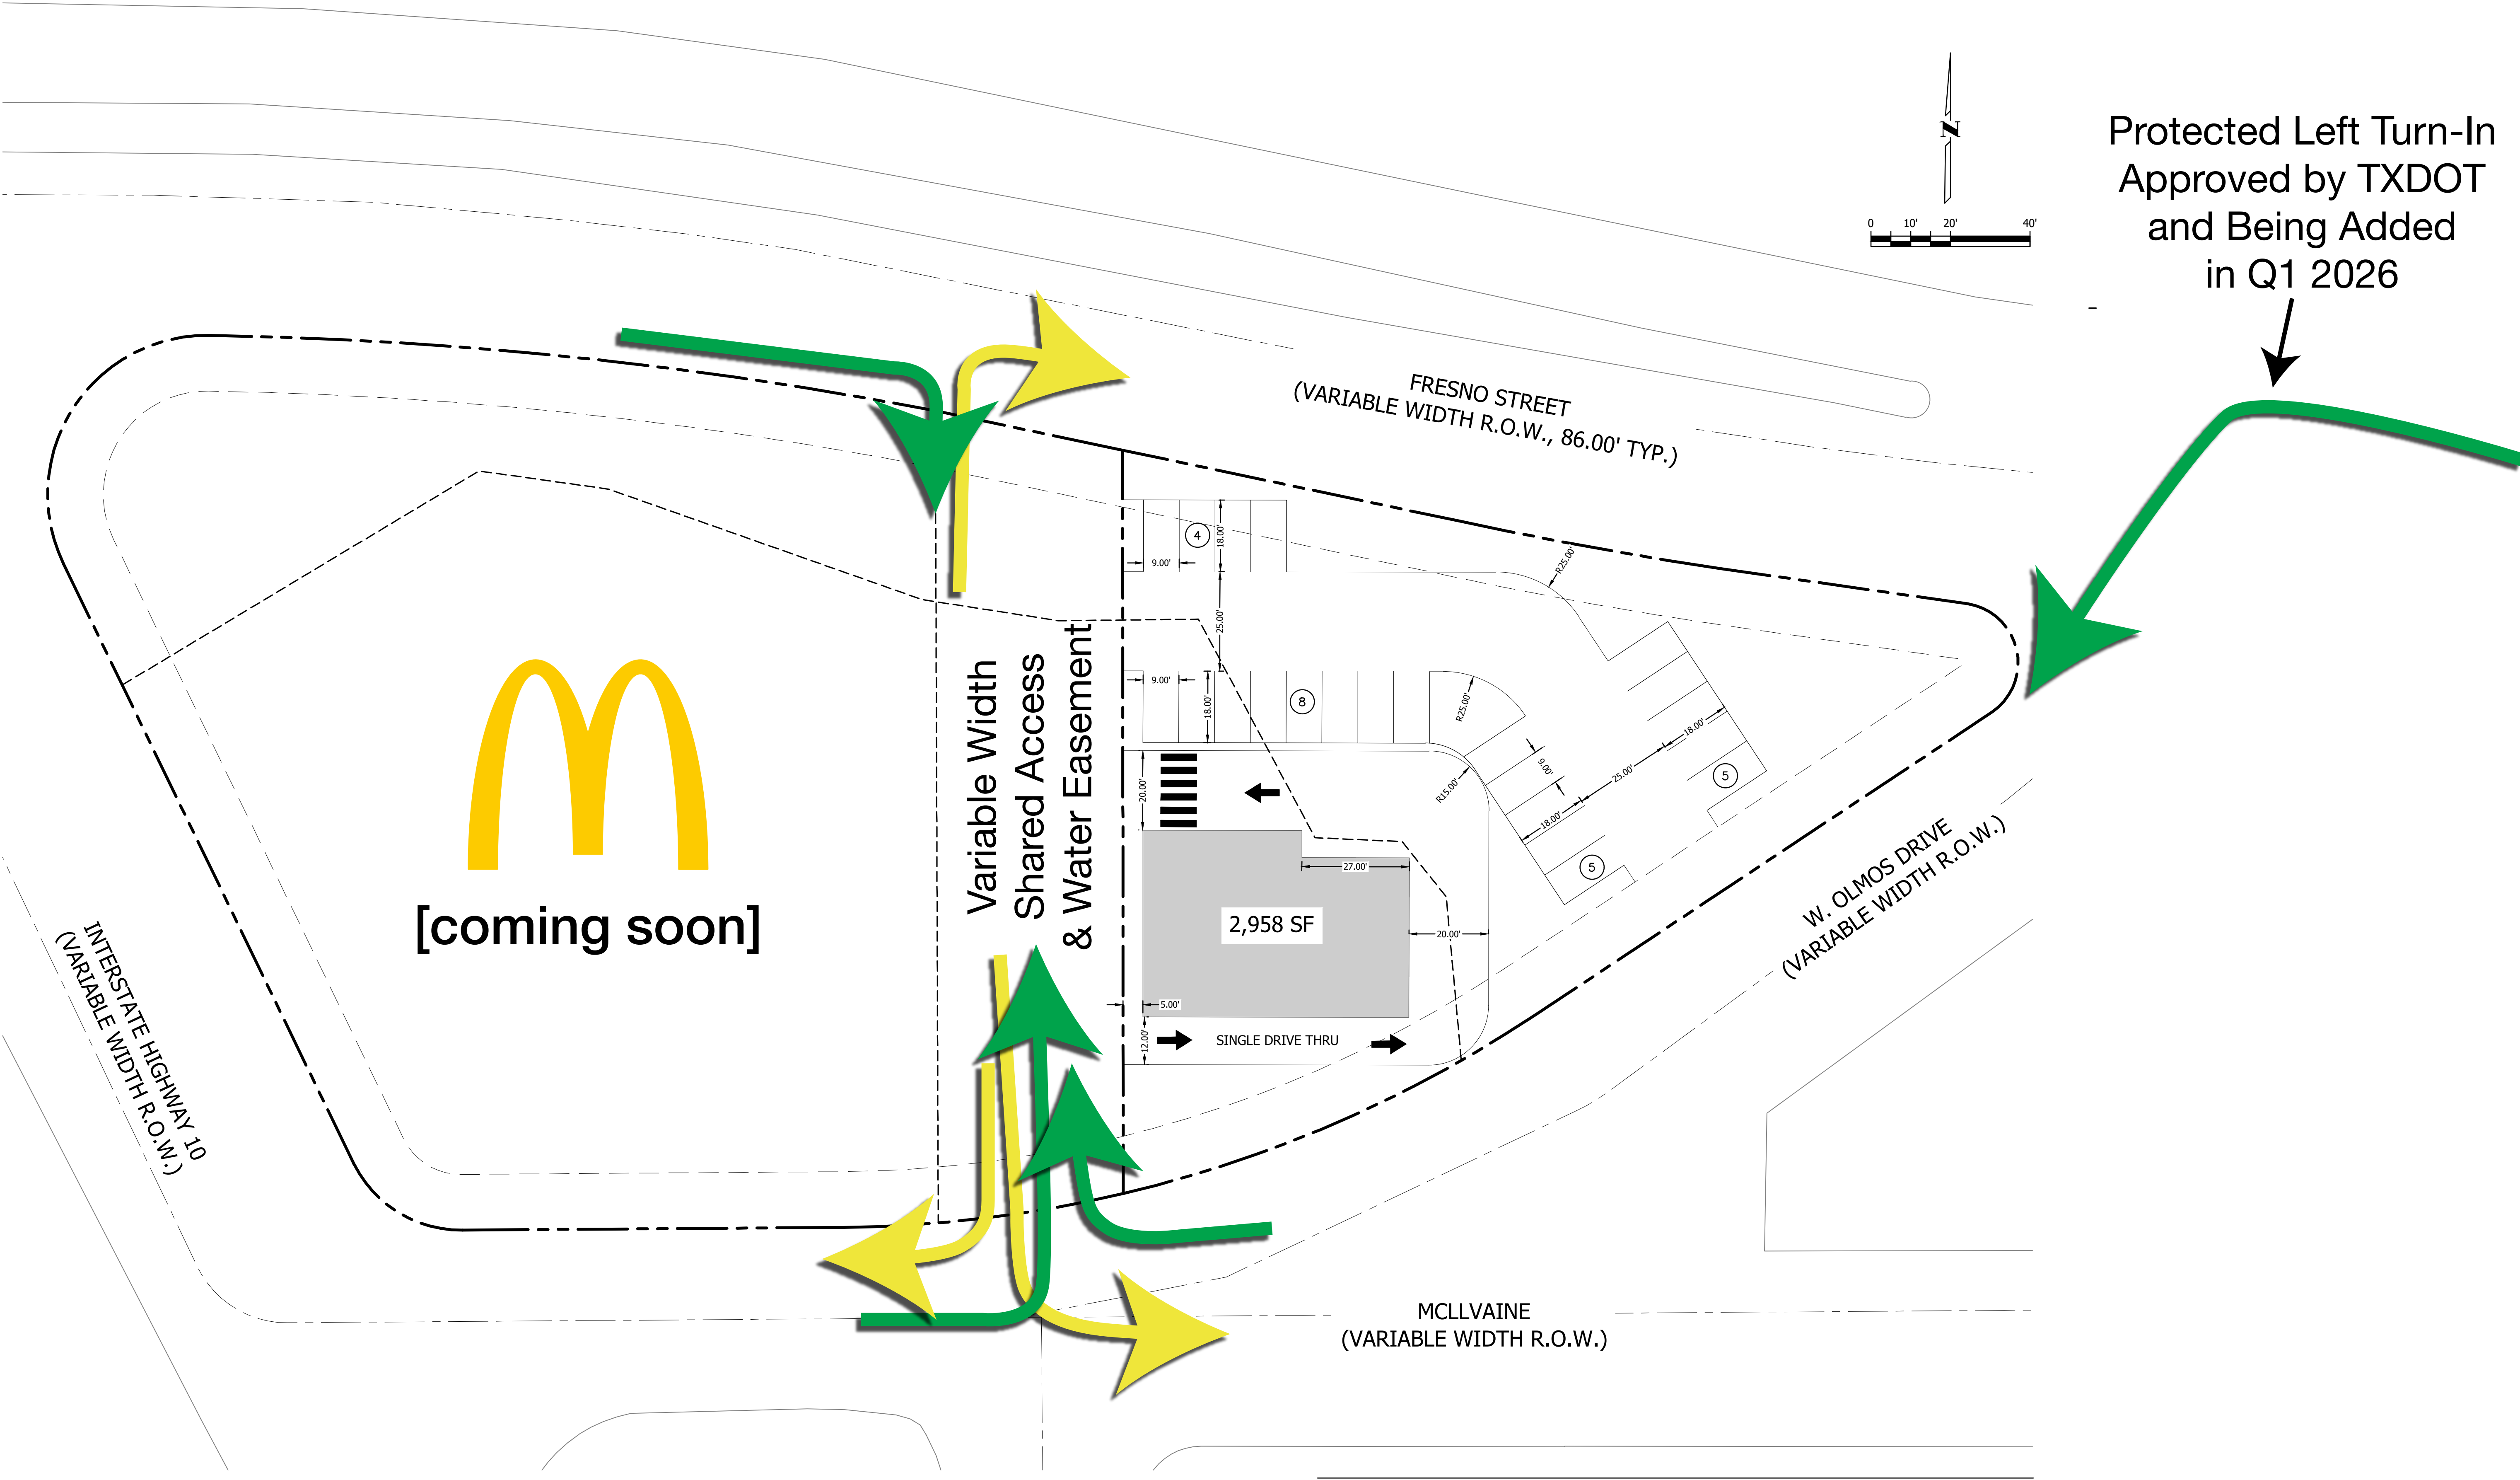 Protected Left Turn-In
Approved by TXDOT
and Being Added
in Q1 2026
N
0 10' 20' 40'
FRESNO STREET
(VARIABLE WIDTH R.O.W., 86.00' TYP.)
4
18.00'
9.00'
25.00'
R25.00'
9.00'
18.00'
8
R25.00'
18.00'
25.00'
9.00'
18.00'
5
5
R15.00'
20.00'
27.00'
2,958 SF
20.00'
5.00'
12.00'
SINGLE DRIVE THRU
Variable Width
Shared Access
& Water Easement
[coming soon]
INTERSTATE HIGHWAY 10
(VARIABLE WIDTH R.O.W.)
W. OLMOS DRIVE
(VARIABLE WIDTH R.O.W.)
MCLLVAINE
(VARIABLE WIDTH R.O.W.)